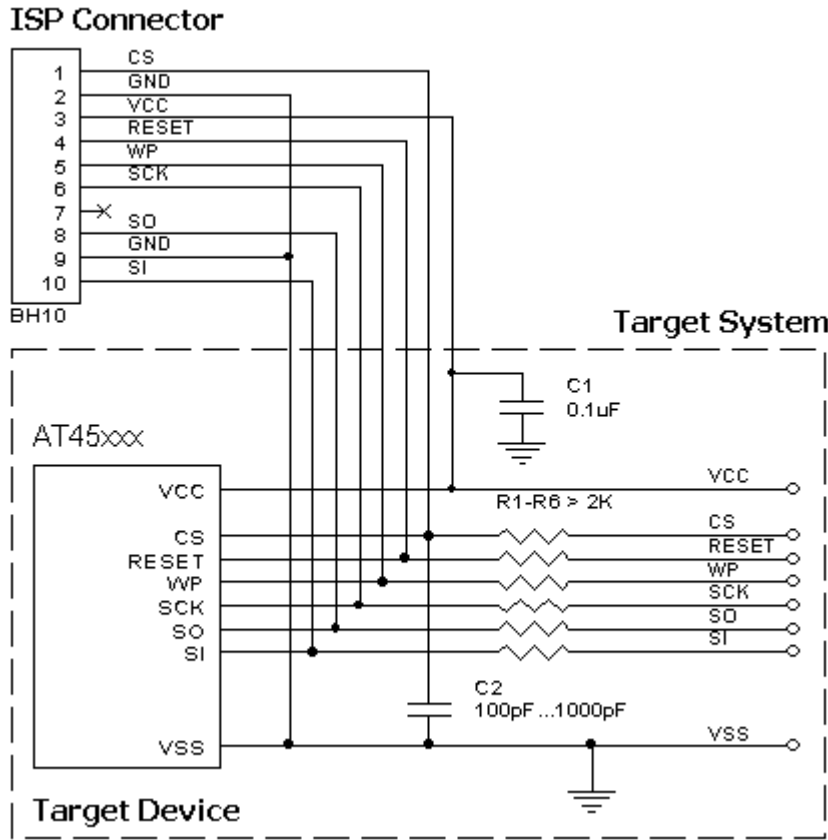 ISP Connector
1 CS
2 GND
3 VCC
4 RESET
5 WP
6 SCK
7
8 SO
9 GND
10 SI
BH10
Target System
C1
0.1uF
AT45xxx
VCC
R1-R6 > 2K
VCC
CS
CS
RESET
RESET
WP
WP
SCK
SCK
SO
SO
SI
SI
C2
100pF...1000pF
VSS
VSS
Target Device